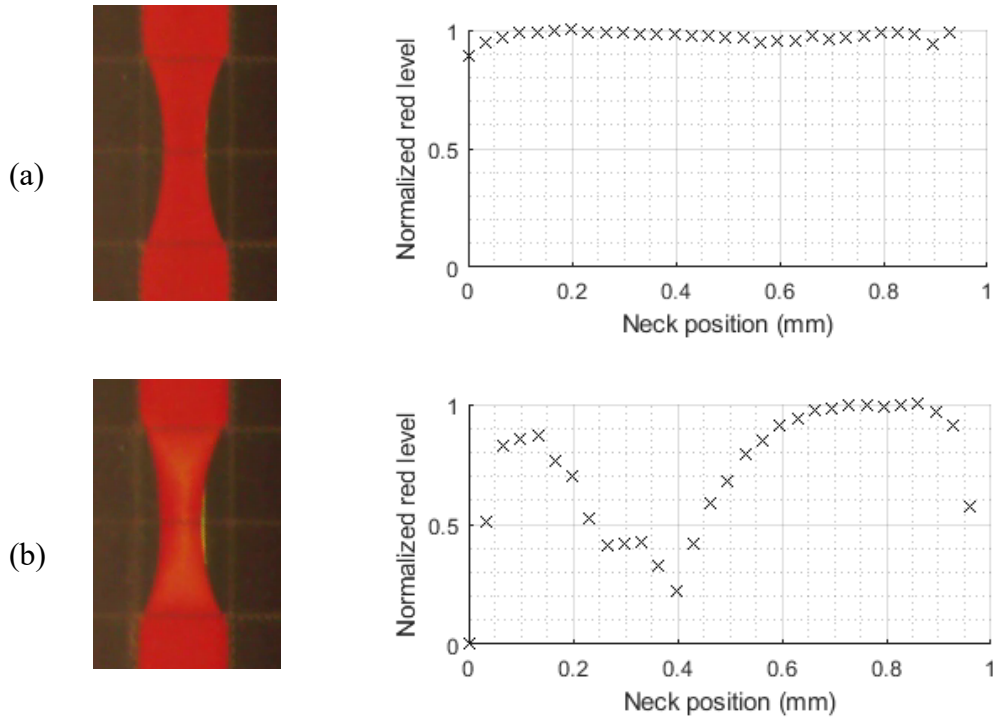 (a)
Normalized red level
1
0.5
0
0 0.2 0.4 0.6 0.8 1
Neck position (mm)
(b)
Normalized red level
1
0.5
0
0 0.2 0.4 0.6 0.8 1
Neck position (mm)